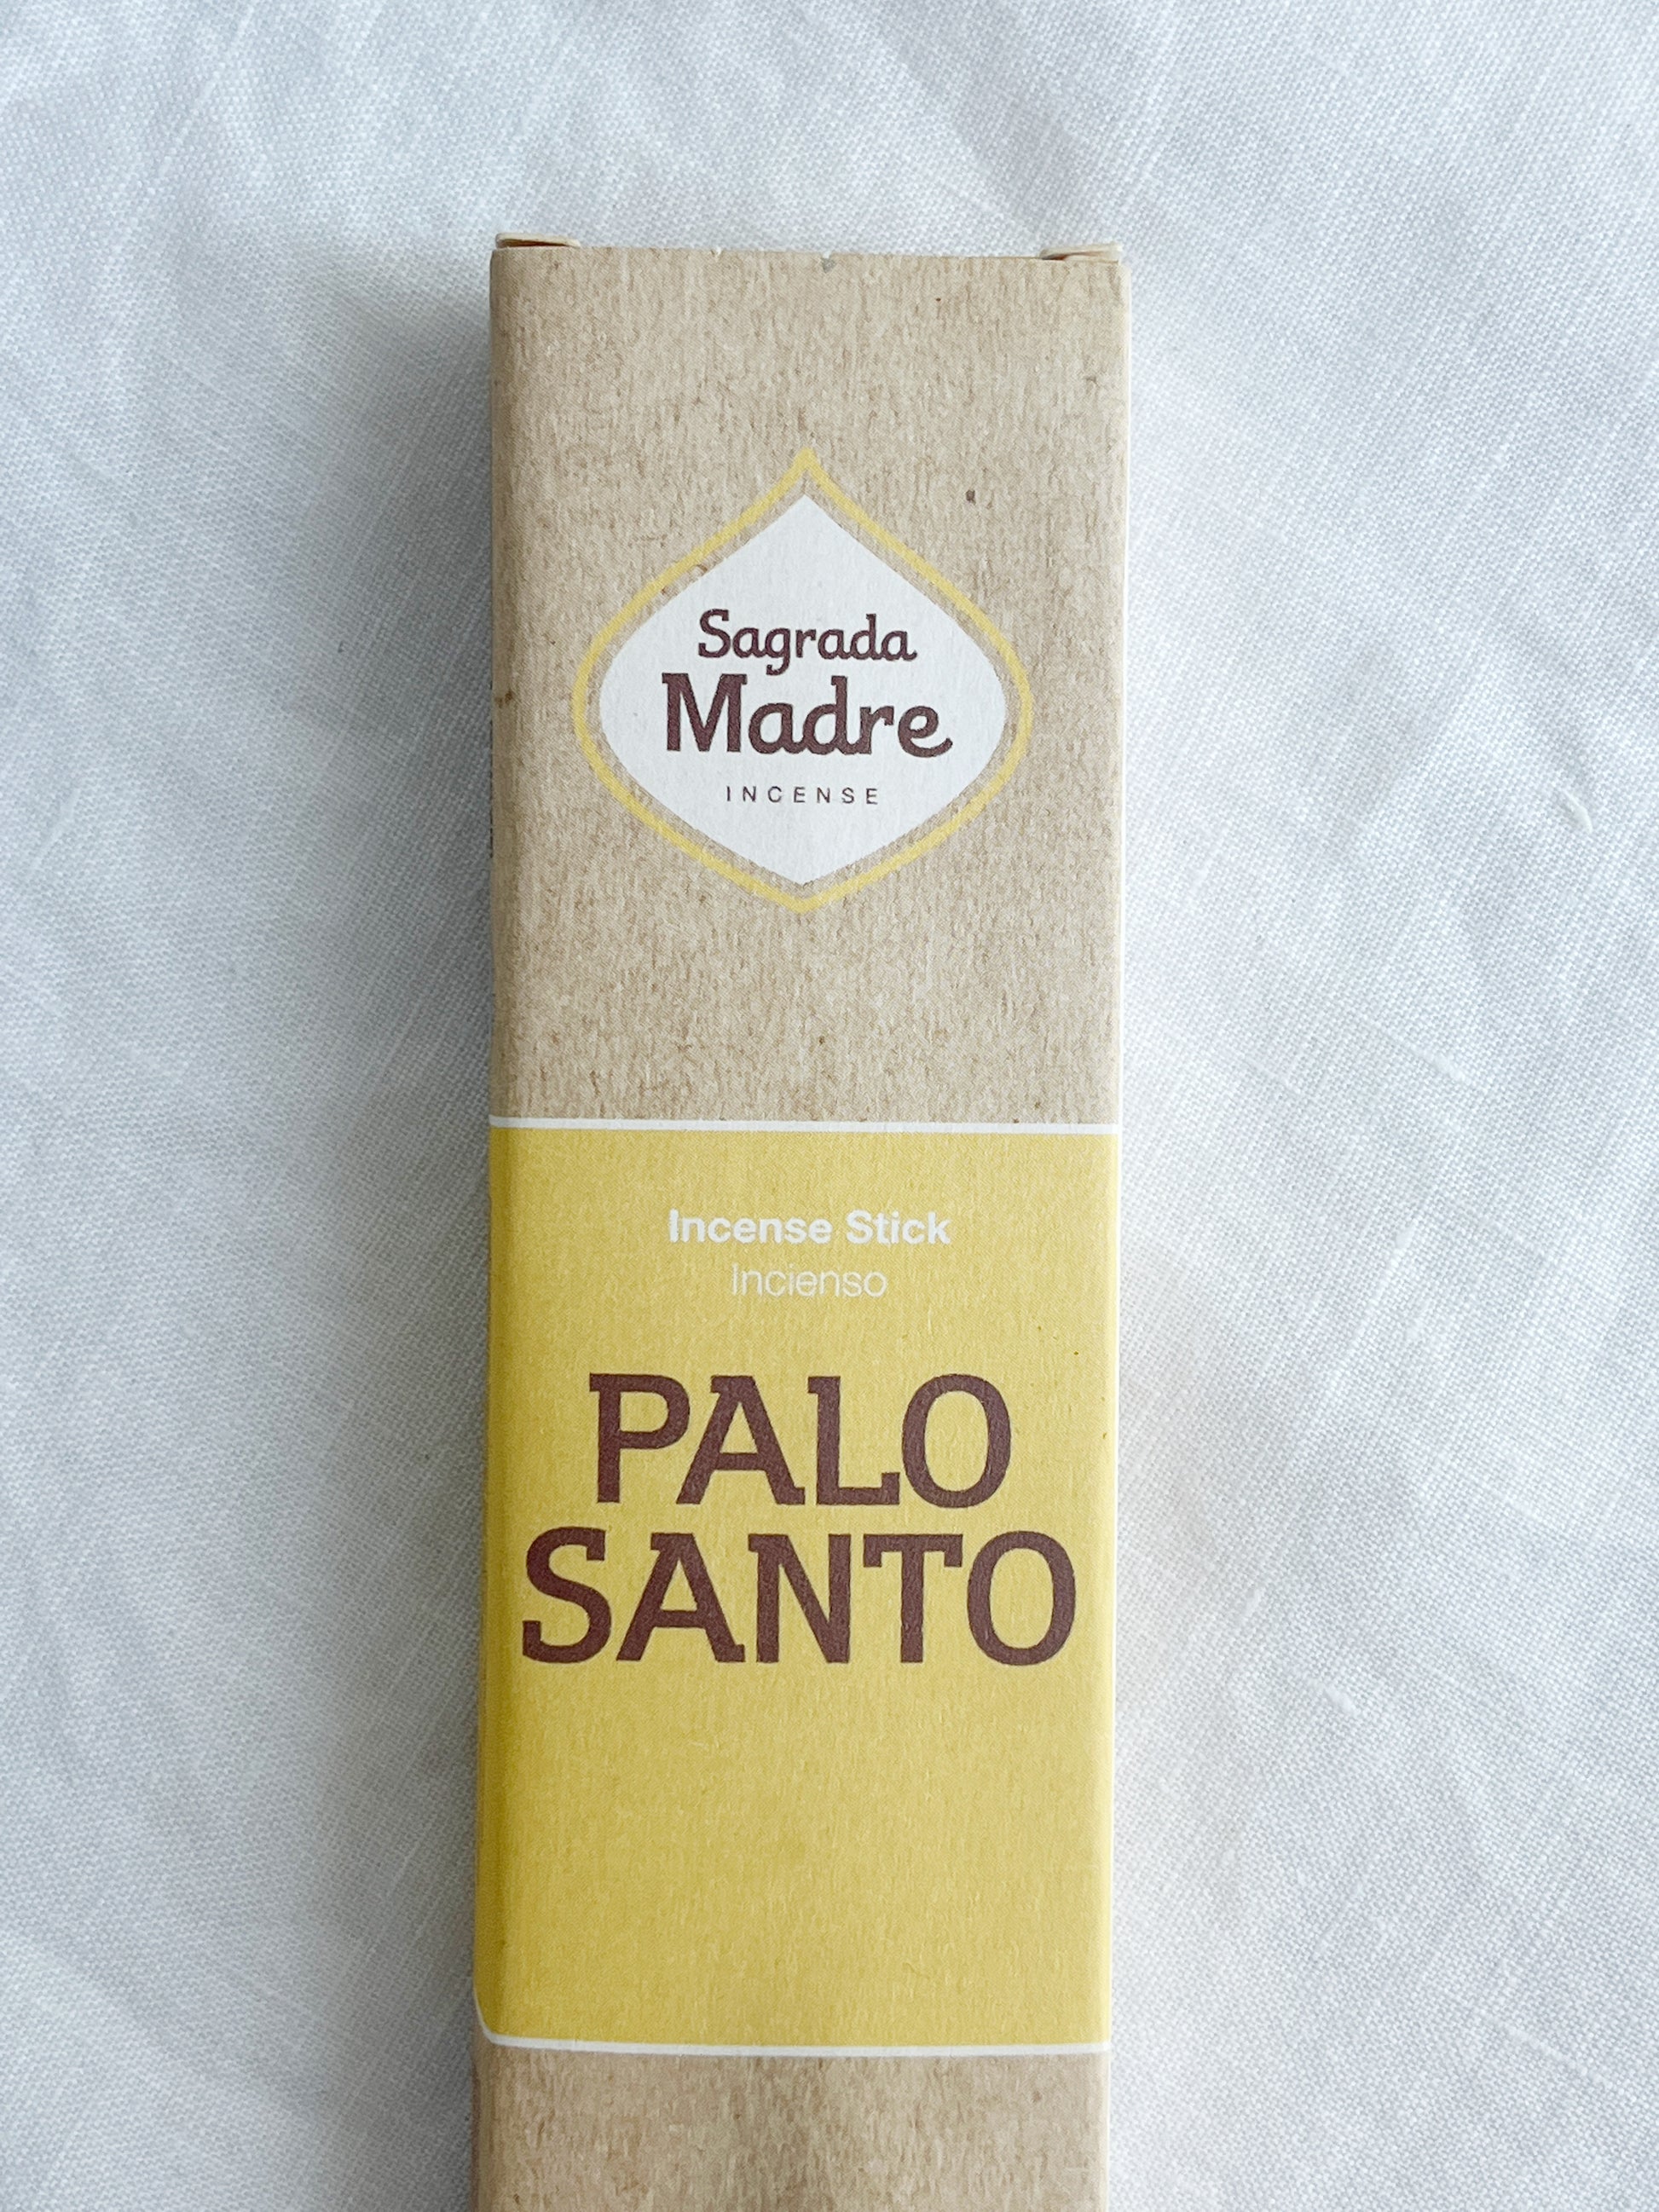 Sagrada
Madre
INCENSE
Incense Stick
Incienso
PALO
SANTO